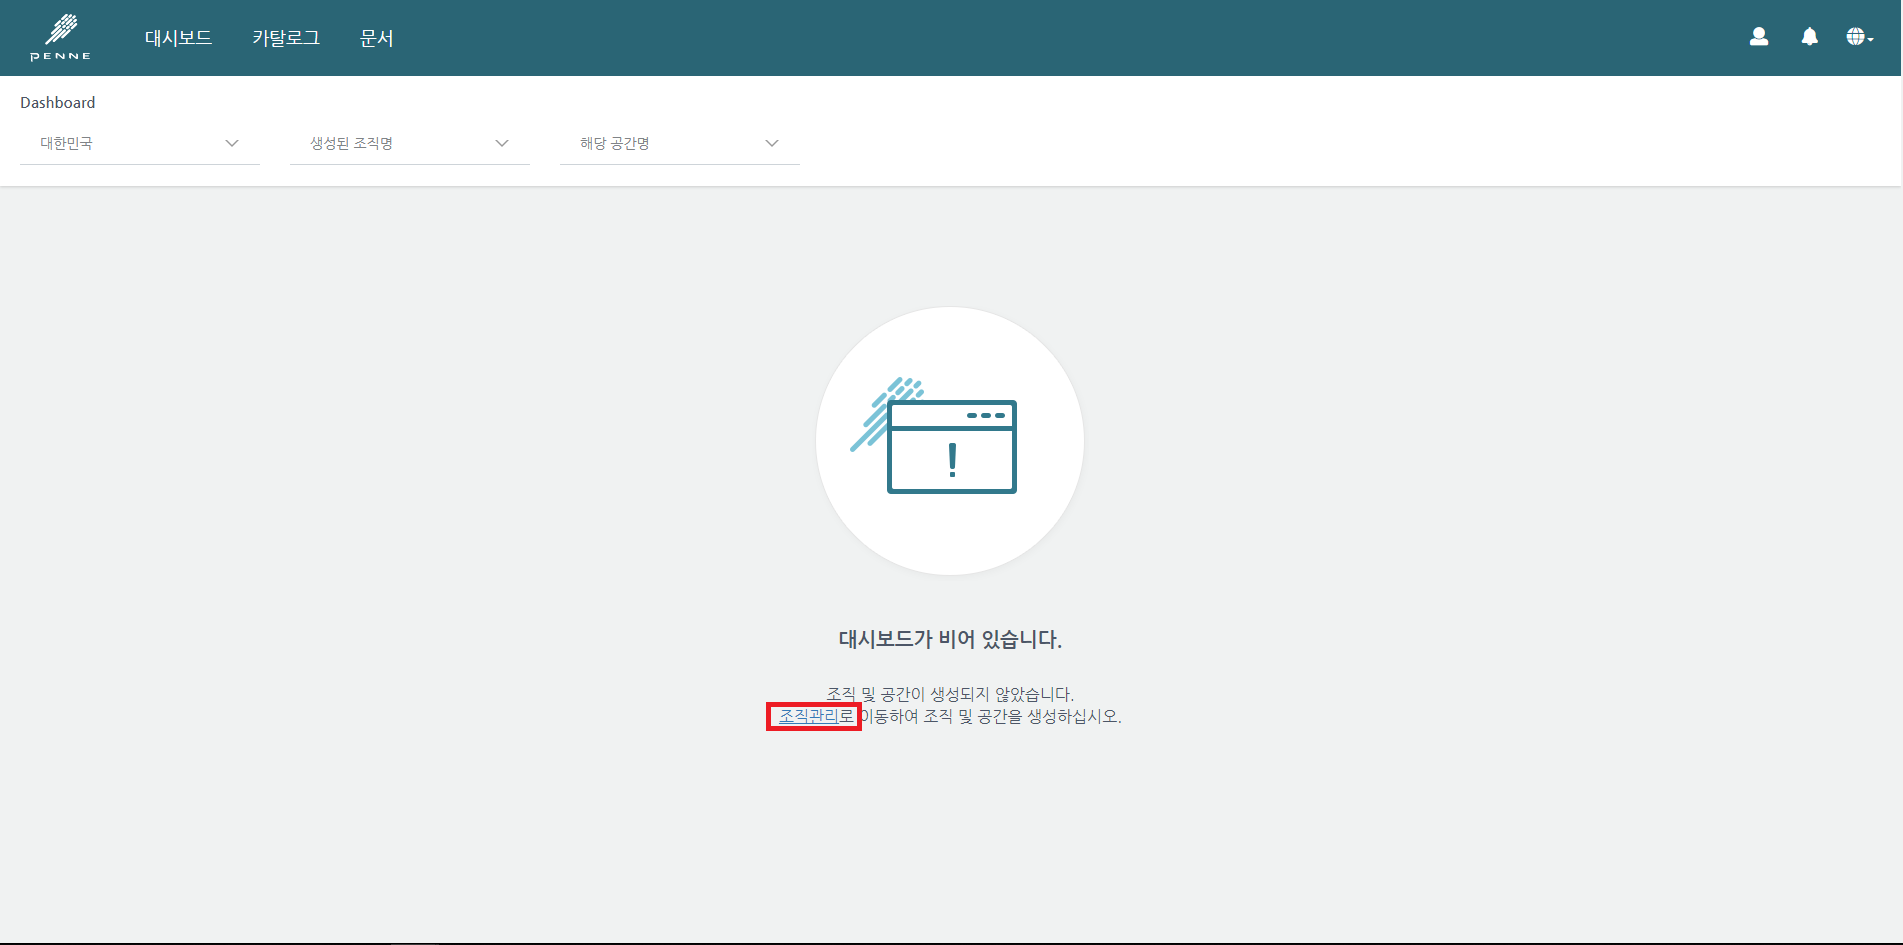 PENNE
대시보드 카탈로그 문서
Dashboard
대한민국 생성된 조직명 해당 공간명
대시보드가 비어 있습니다.
조직 및 공간이 생성되지 않았습니다.
조직관리로 이동하여 조직 및 공간을 생성하십시오.